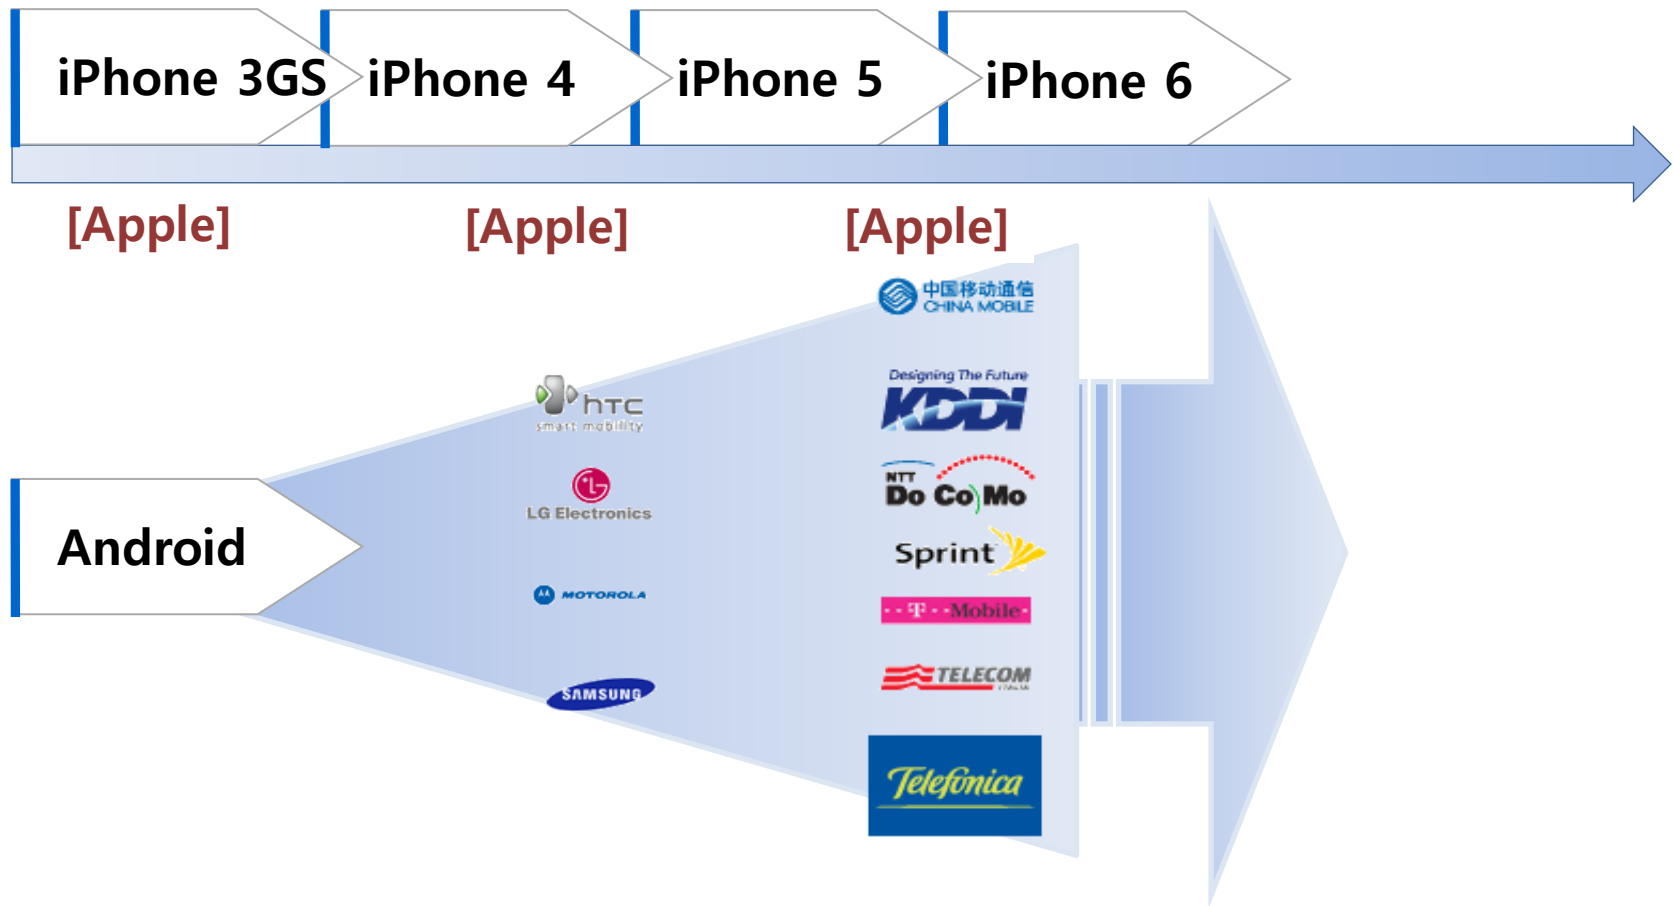 iPhone 3GS
iPhone 4
iPhone 5
iPhone 6
[Apple]
[Apple]
[Apple]
Android
hTC
smart mobility
LG Electronics
MOTOROLA
SAMSUNG
中国移动通信
CHINA MOBILE
Designing The Future
KDDI
NTT
Do Co Mo
Sprint
T Mobile
TELECOM
Telefonica